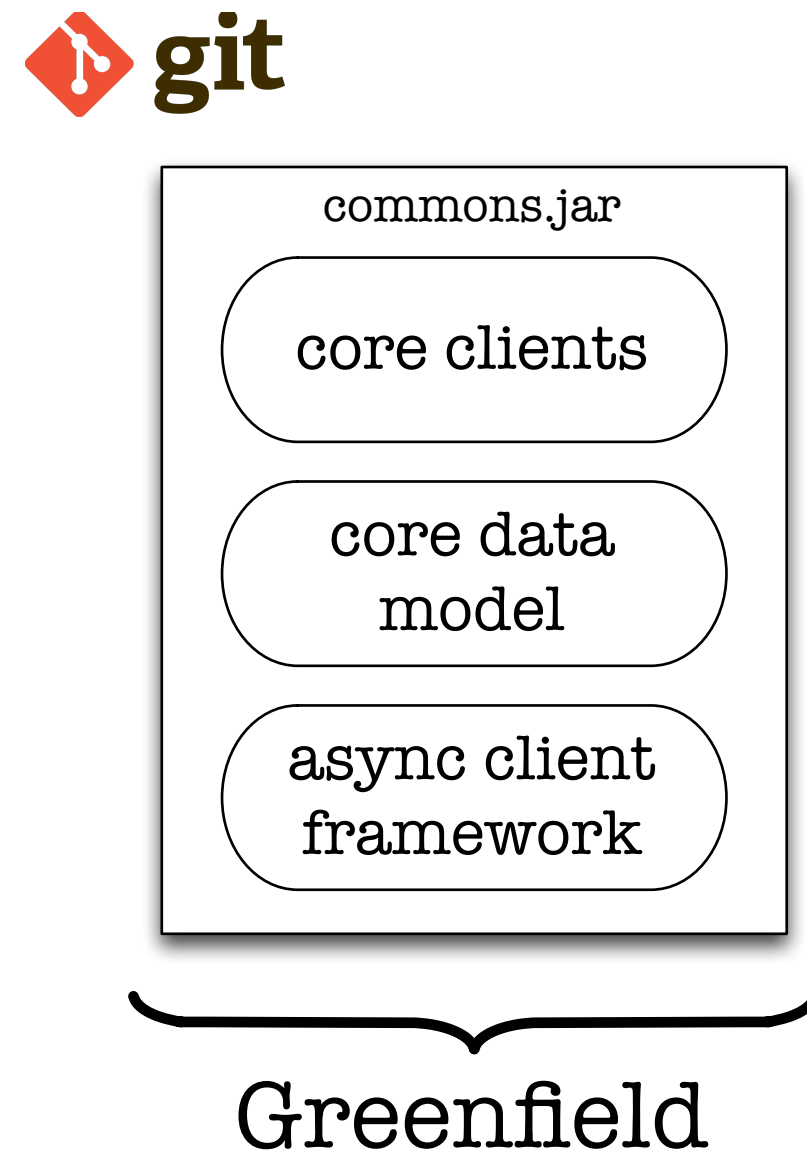 git
commons.jar
core clients
core data
model
async client
framework
Greenfield